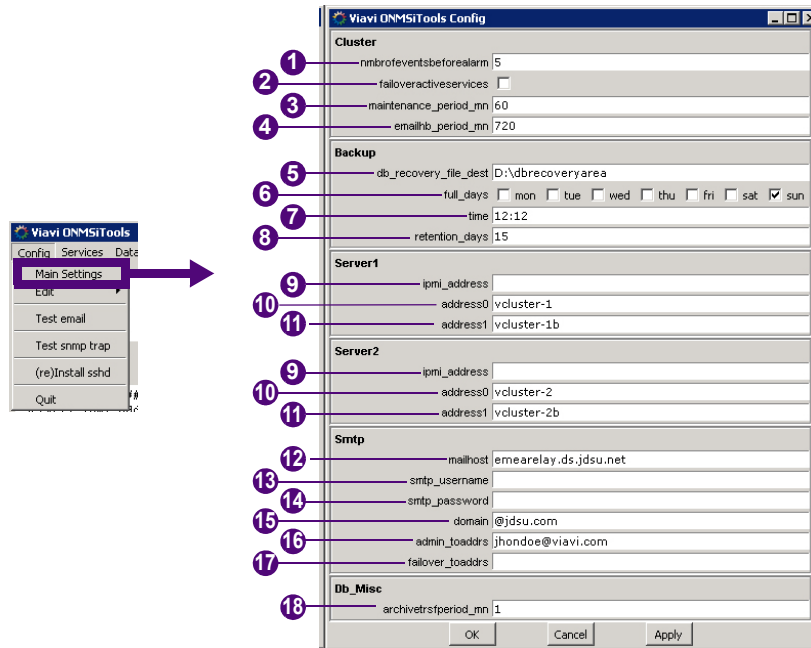 Viavi ONMSiTools Config
Cluster
1 nmbrofeventsbeforealarm 5
2 failoveractiveservices
3 maintenance_period_mn 60
4 emailhb_period_mn 720
Backup
5 db_recovery_file_dest D:\dbrecoveryarea
6 full_days mon tue wed thu fri sat sun
7 time 12:12
8 retention_days 15
Viavi ONMSiTools
Config Services Data
Main Settings
Edit
Test email
Test snmp trap
(re)Install sshd
Quit
Server1
9 ipmi_address
10 address0 vcluster-1
11 address1 vcluster-1b
Server2
9 ipmi_address
10 address0 vcluster-2
11 address1 vcluster-2b
Smtp
12 mailhost emearelay.ds.jdsu.net
13 smtp_username
14 smtp_password
15 domain @jdsu.com
16 admin_toaddrs jhondoe@viavi.com
17 failover_toaddrs
Db_Misc
18 archivetrsfperiod_mn 1
OK Cancel Apply